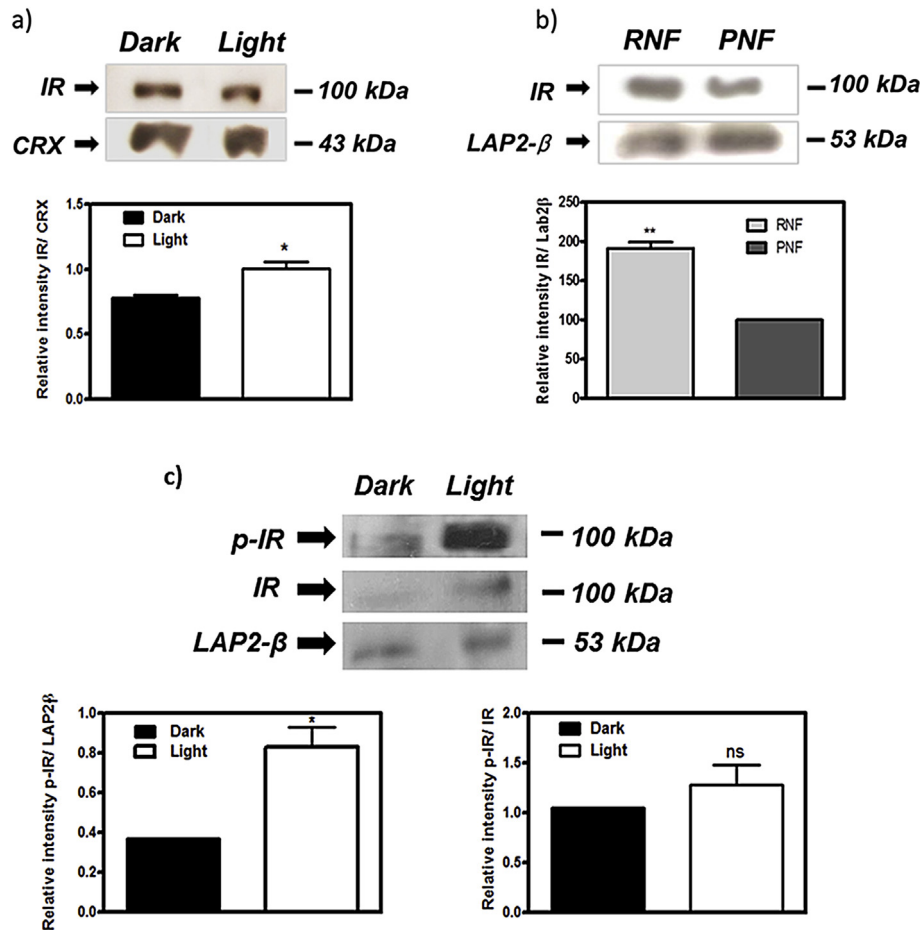 a)
Dark Light
IR 100 kDa
CRX 43 kDa
Relative intensity IR/ CRX
1.5
1.0
0.5
0.0
Dark
Light
*
b)
RNF PNF
IR 100 kDa
LAP2-β 53 kDa
Relative intensity IR/ Lab2β
250
200
150
100
50
0
**
RNF
PNF
c)
Dark Light
p-IR 100 kDa
IR 100 kDa
LAP2-β 53 kDa
Relative intensity p-IR/ LAP2β
1.0
0.8
0.6
0.4
0.2
0.0
Dark
Light
*
Relative intensity p-IR/ IR
2.0
1.5
1.0
0.5
0.0
Dark
Light
ns